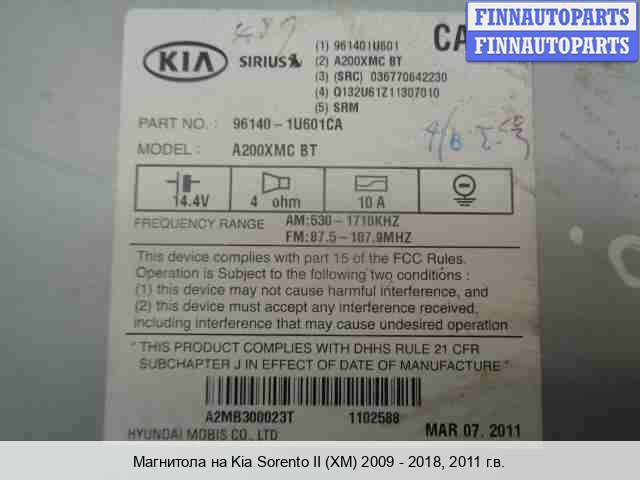 FINNAUTOPARTS
FINNAUTOPARTS
KIA
SIRIUS
(1) 961401U601
(2) A200XMC BT
(3) (SRC) 036770642230
(4) Q132U61Z11307010
(5) SRM
CA
PART NO. : 96140-1U601CA
MODEL : A200XMC BT
14.4V 4 ohm 10 A
FREQUENCY RANGE AM:530-1710KHZ
FM:87.5-107.9MHZ
This device complies with part 15 of the FCC Rules.
Operation is Subject to the following two conditions :
(1) this device may not cause harmful interference, and
(2) this device must accept any interference received,
including interference that may cause undesired operation
" THIS PRODUCT COMPLIES WITH DHHS RULE 21 CFR
SUBCHAPTER J IN EFFECT OF DATE OF MANUFACTURE "
A2MB300023T 1102588
HYUNDAI MOBIS CO., LTD MAR 07. 2011
Магнитола на Kia Sorento II (XM) 2009 - 2018, 2011 г.в.